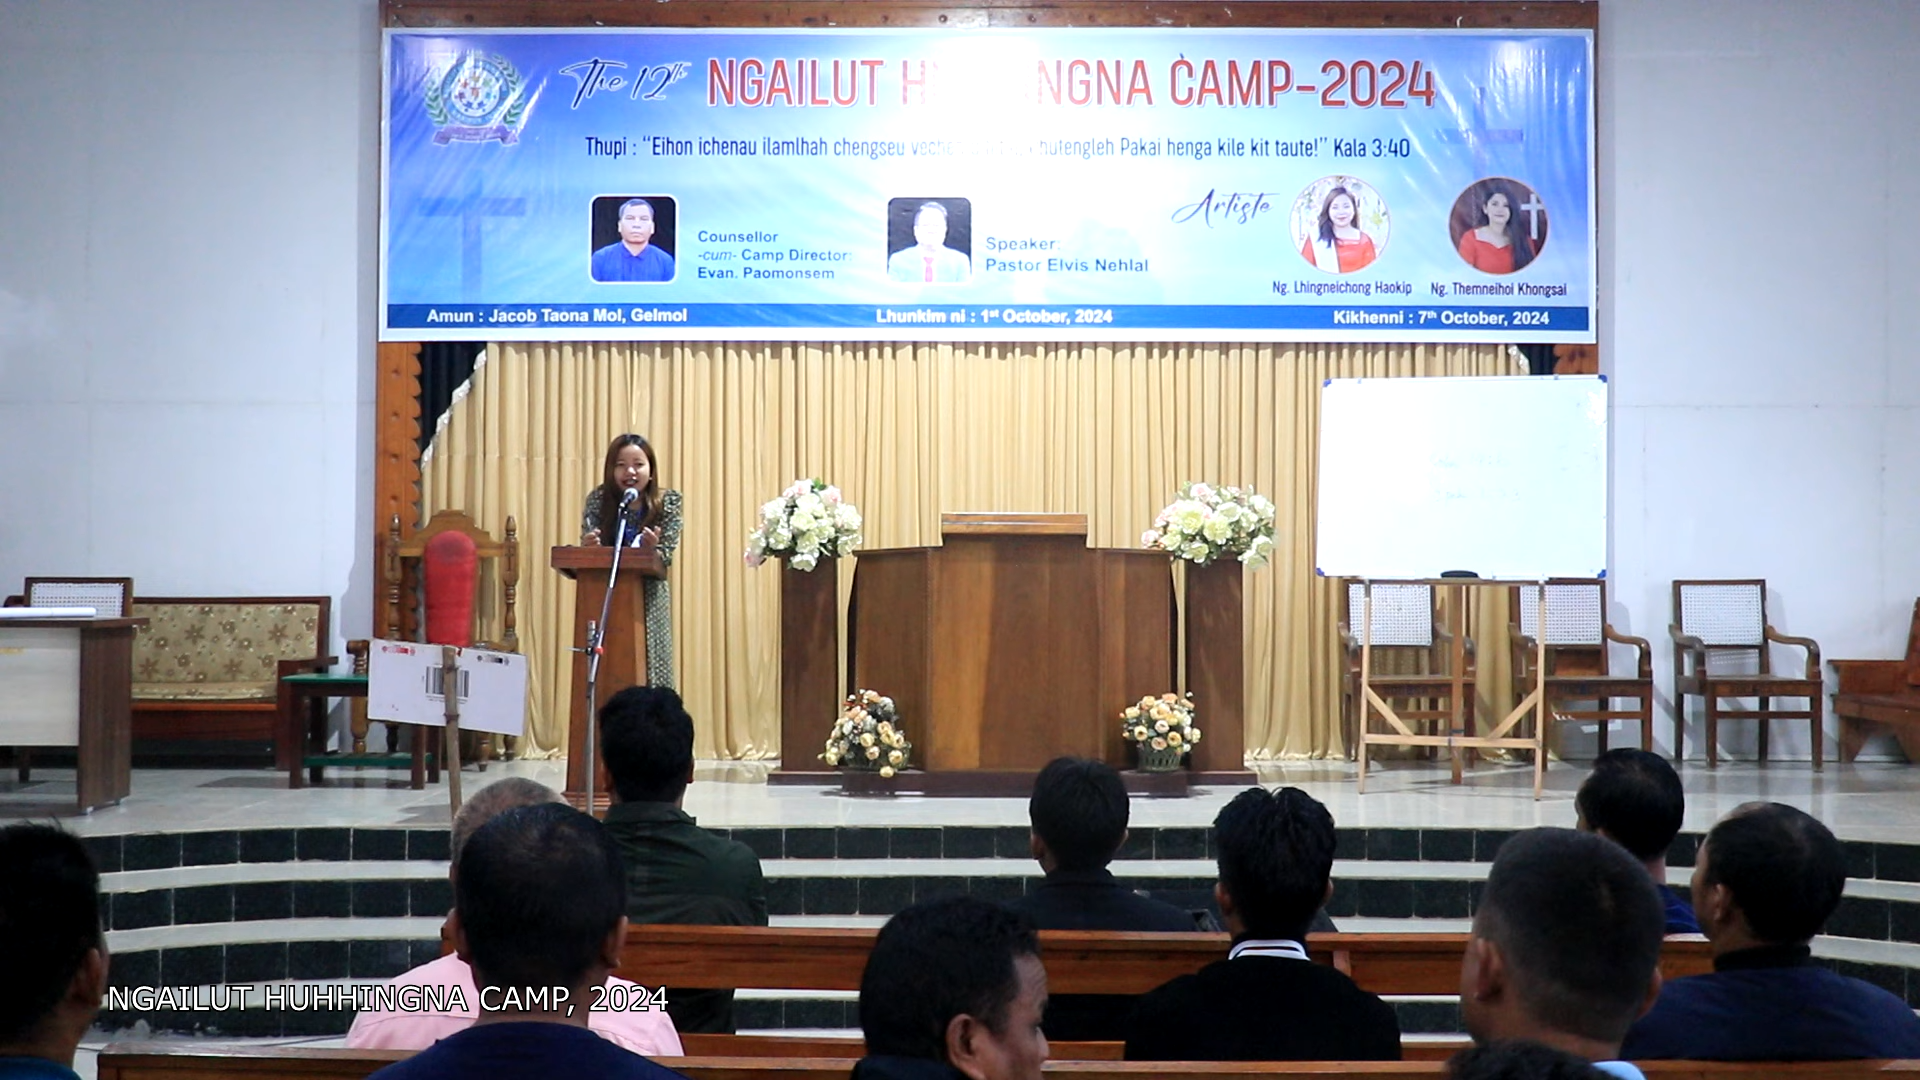 The 12th NGAILUT CAMP-2024
Thupi : “Eihon ichenau ilamlhah chengseu hutengleh Pakai henga kile kit taute!” Kala 3:40
Artiste
Counsellor
-cum- Camp Director:
Evan. Paomonsem
Speaker:
Pastor Elvis Nehlal
Ng. Lhingneichong Haokip
Ng. Themneihoi Khongsai
Amun : Jacob Taona Mol, Gelmol
Lhunkim ni : 1st October, 2024
Kikhenni : 7th October, 2024
NGAILUT HUHHINGNA CAMP, 2024